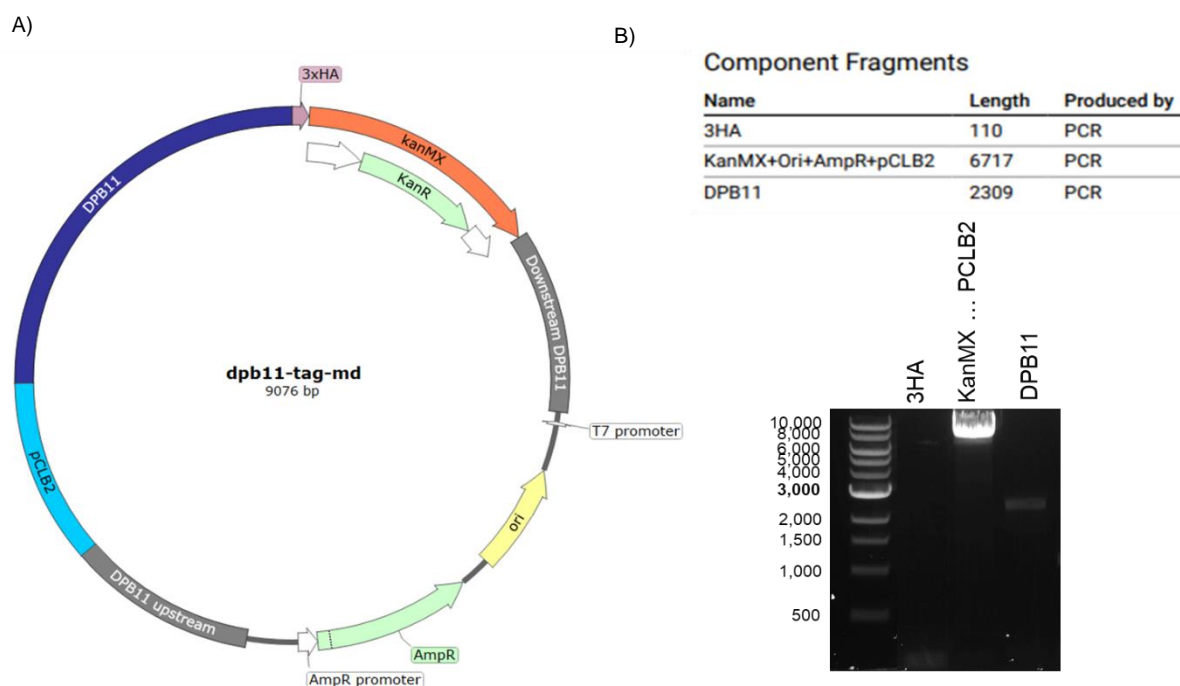 A)
3xHA
kanMX
KanR
DPB11
Downstream DPB11
dpb11-tag-md
9076 bp
T7 promoter
pCLB2
ori
DPB11 upstream
AmpR
AmpR promoter
B)
Component Fragments
Name Length Produced by
3HA 110 PCR
KanMX+Ori+AmpR+pCLB2 6717 PCR
DPB11 2309 PCR
3HA
KanMX ... PCLB2
DPB11
10,000
8,000
6,000
5,000
4,000
3,000
2,000
1,500
1,000
500